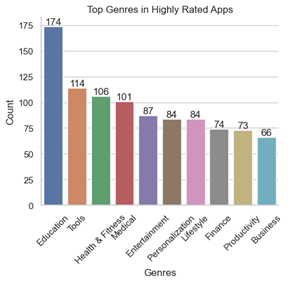 Top Genres in Highly Rated Apps
174
114
106
101
87
84
84
74
73
66
175
150
125
100
75
50
25
0
Count
Education
Tools
Health & Fitness
Medical
Entertainment
Personalization
Lifestyle
Finance
Productivity
Business
Genres